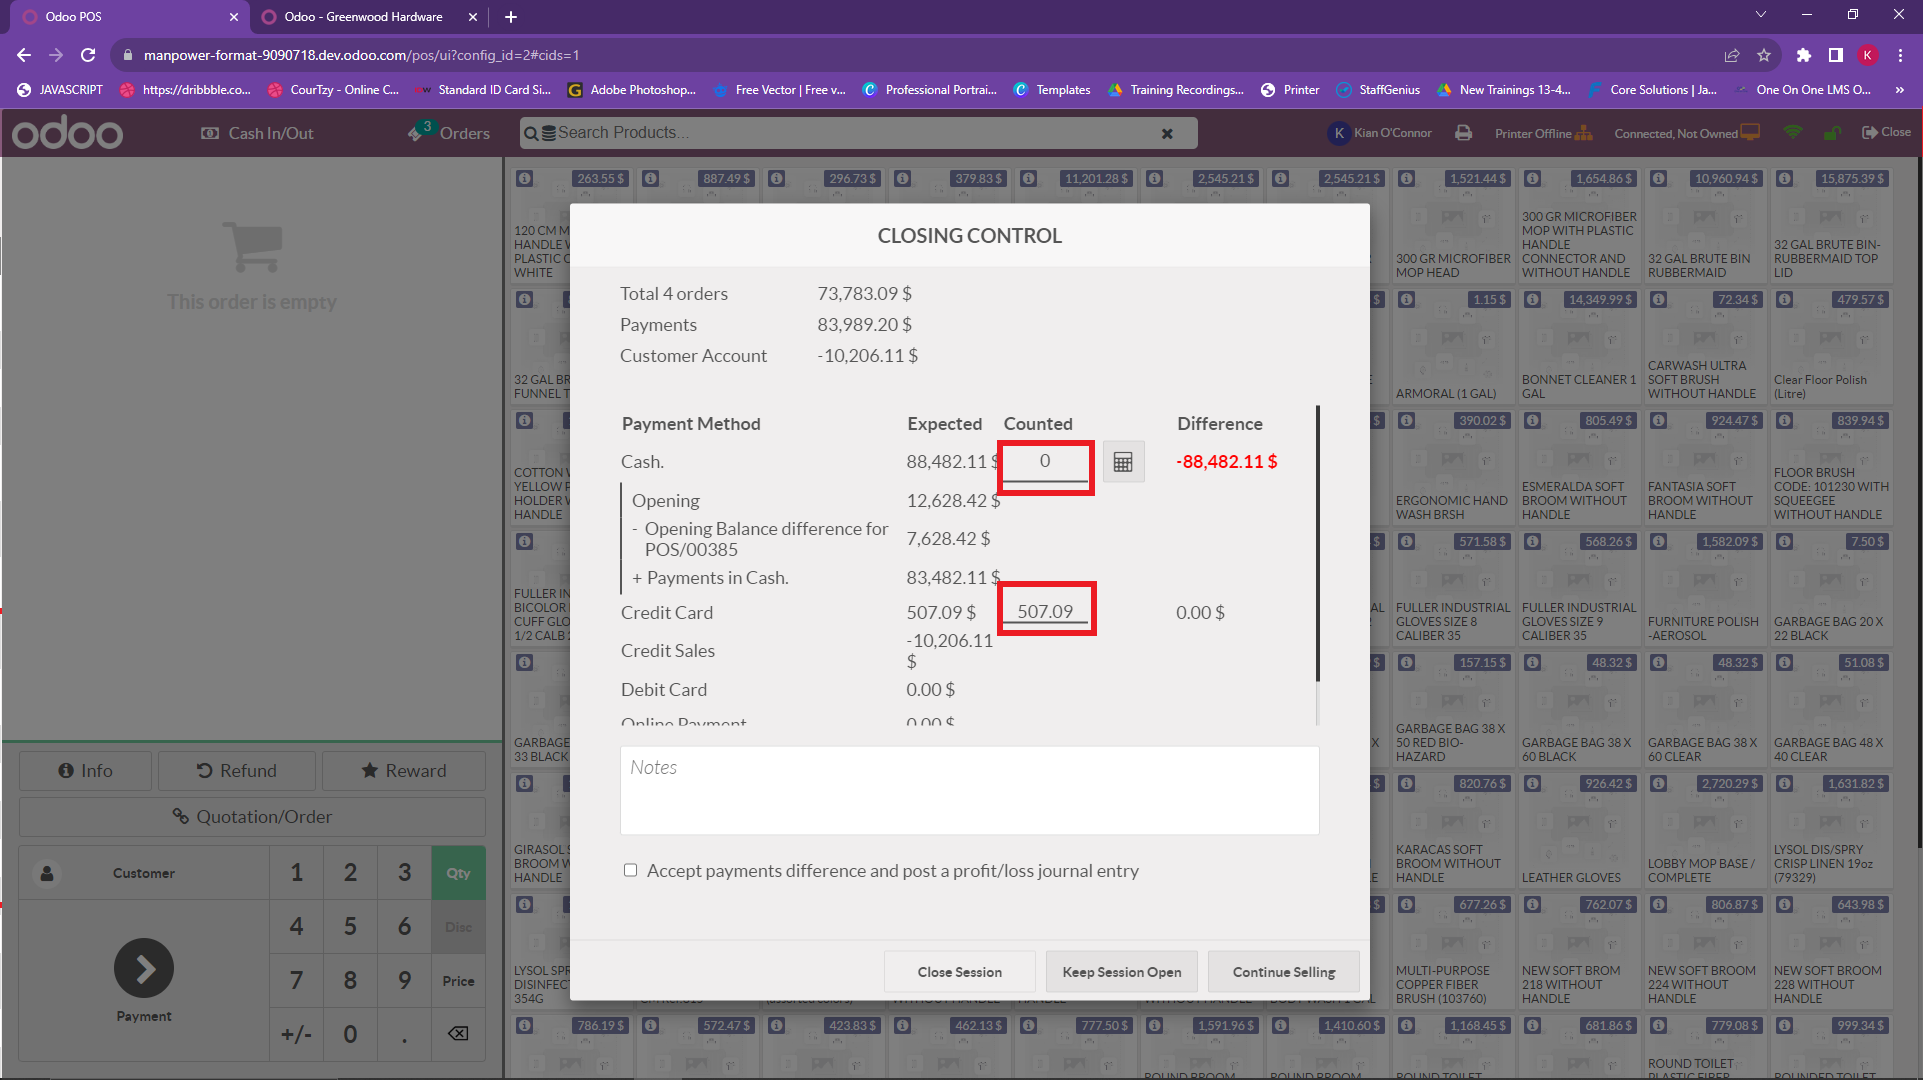 Odoo POS
Odoo - Greenwood Hardware
manpower-format-9090718.dev.odoo.com/pos/ui?config_id=2#cids=1
K
JAVASCRIPT
https://dribbble.co...
CourTzy - Online C...
Standard ID Card Si...
Adobe Photoshop...
Free Vector | Free v...
Professional Portrai...
Templates
Training Recordings...
Printer
StaffGenius
New Trainings 13-4...
Core Solutions | Ja...
One On One LMS O...
»
odoo
Cash In/Out
3
Orders
Search Products...
K
Kian O'Connor
Printer Offline
Connected, Not Owned
Close
This order is empty
Info
Refund
Reward
Quotation/Order
Customer
1 2 3 Qty
4 5 6 Disc
7 8 9 Price
+/- 0 .
Payment
263.55 $
887.49 $
296.73 $
379.83 $
11,201.28 $
2,545.21 $
2,545.21 $
1,521.44 $
1,654.86 $
10,960.94 $
15,875.39 $
120 CM M
HANDLE
PLASTIC C
WHITE
300 GR MICROFIBER
MOP HEAD
300 GR MICROFIBER
MOP WITH PLASTIC
HANDLE
CONNECTOR AND
WITHOUT HANDLE
32 GAL BRUTE BIN
RUBBERMAID
32 GAL BRUTE BIN-
RUBBERMAID TOP
LID
1.15 $
14,349.99 $
72.34 $
479.57 $
32 GAL BR
FUNNEL T
ARMORAL (1 GAL)
BONNET CLEANER 1
GAL
CARWASH ULTRA
SOFT BRUSH
WITHOUT HANDLE
Clear Floor Polish
(Litre)
390.02 $
805.49 $
924.47 $
839.94 $
COTTON
YELLOW P
HOLDER
HANDLE
ERGONOMIC HAND
WASH BRSH
ESMERALDA SOFT
BROOM WITHOUT
HANDLE
FANTASIA SOFT
BROOM WITHOUT
HANDLE
FLOOR BRUSH
CODE: 101230 WITH
SQUEEGEE
WITHOUT HANDLE
571.58 $
568.26 $
1,582.09 $
7.50 $
FULLER IN
BICOLOR
CUFF GLO
1/2 CALB
FULLER INDUSTRIAL
GLOVES SIZE 8
CALIBER 35
FULLER INDUSTRIAL
GLOVES SIZE 9
CALIBER 35
FURNITURE POLISH
-AEROSOL
GARBAGE BAG 20 X
22 BLACK
157.15 $
48.32 $
48.32 $
51.08 $
GARBAGE
33 BLACK
GARBAGE BAG 38 X
50 RED BIO-
HAZARD
GARBAGE BAG 38 X
60 BLACK
GARBAGE BAG 38 X
60 CLEAR
GARBAGE BAG 48 X
40 CLEAR
820.76 $
926.42 $
2,720.29 $
1,631.82 $
GIRASOL S
BROOM W
HANDLE
KARACAS SOFT
BROOM WITHOUT
HANDLE
LEATHER GLOVES
LOBBY MOP BASE /
COMPLETE
LYSOL DIS/SPRY
CRISP LINEN 19oz
(79329)
677.26 $
762.07 $
806.87 $
643.98 $
LYSOL SPR
DISINFECT
354G
MULTI-PURPOSE
COPPER FIBER
BRUSH (103760)
NEW SOFT BROM
218 WITHOUT
HANDLE
NEW SOFT BROOM
224 WITHOUT
HANDLE
NEW SOFT BROOM
228 WITHOUT
HANDLE
786.19 $
572.47 $
423.83 $
462.13 $
777.50 $
1,591.96 $
1,410.60 $
1,168.45 $
681.86 $
779.08 $
999.34 $
ROUND BROOM
ROUND TOILET
ROUND TOILET
PLASTIC FIBER
ROUNDED TOILET
CLOSING CONTROL
Total 4 orders 73,783.09 $
Payments 83,989.20 $
Customer Account -10,206.11 $
Payment Method Expected Counted Difference
Cash. 88,482.11 $ 0 -88,482.11 $
Opening 12,628.42 $
- Opening Balance difference for
POS/00385 7,628.42 $
+ Payments in Cash. 83,482.11 $
Credit Card 507.09 $ 507.09 0.00 $
Credit Sales -10,206.11
$
Debit Card 0.00 $
Online Payment 0.00 $
Notes
Accept payments difference and post a profit/loss journal entry
Close Session
Keep Session Open
Continue Selling